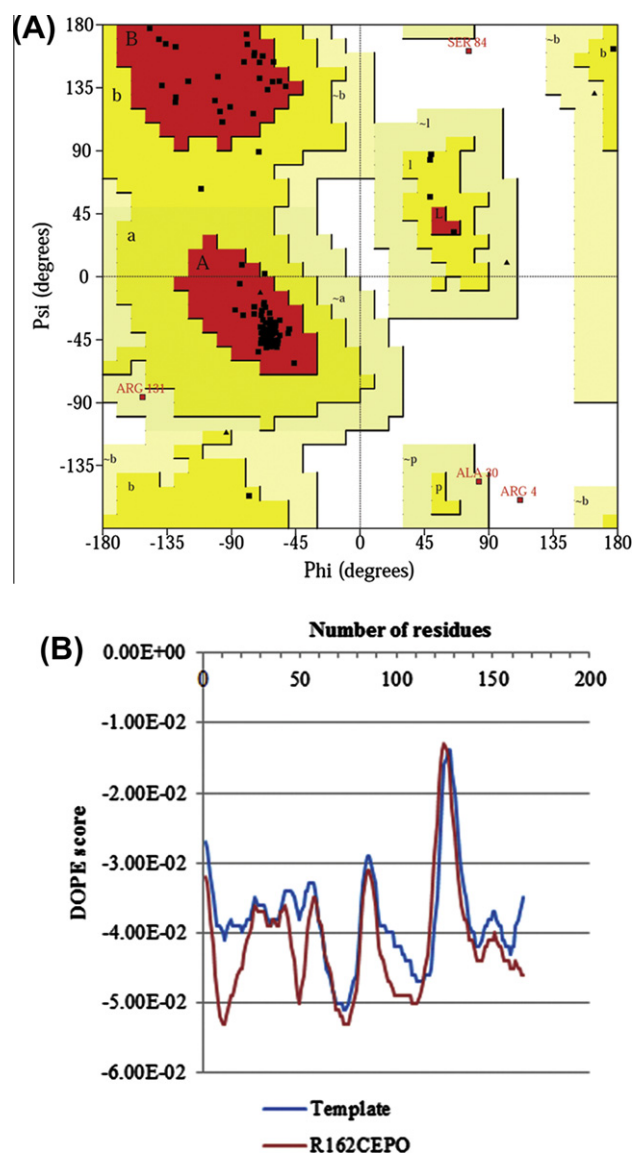 (A)
180
B
SER 84
~b
b
b
135
~b
~l
90
l
45
L
a
A
0
~a
-45
ARG 131
-90
-135
~b
~p
ALA 30
b
p
ARG 4
~b
-180 -135 -90 -45 0 45 90 135 180
Psi (degrees)
Phi (degrees)
(B)
Number of residues
0.00E+00
0 50 100 150 200
-1.00E-02
-2.00E-02
-3.00E-02
-4.00E-02
-5.00E-02
-6.00E-02
DOPE score
Template
R162CEPO